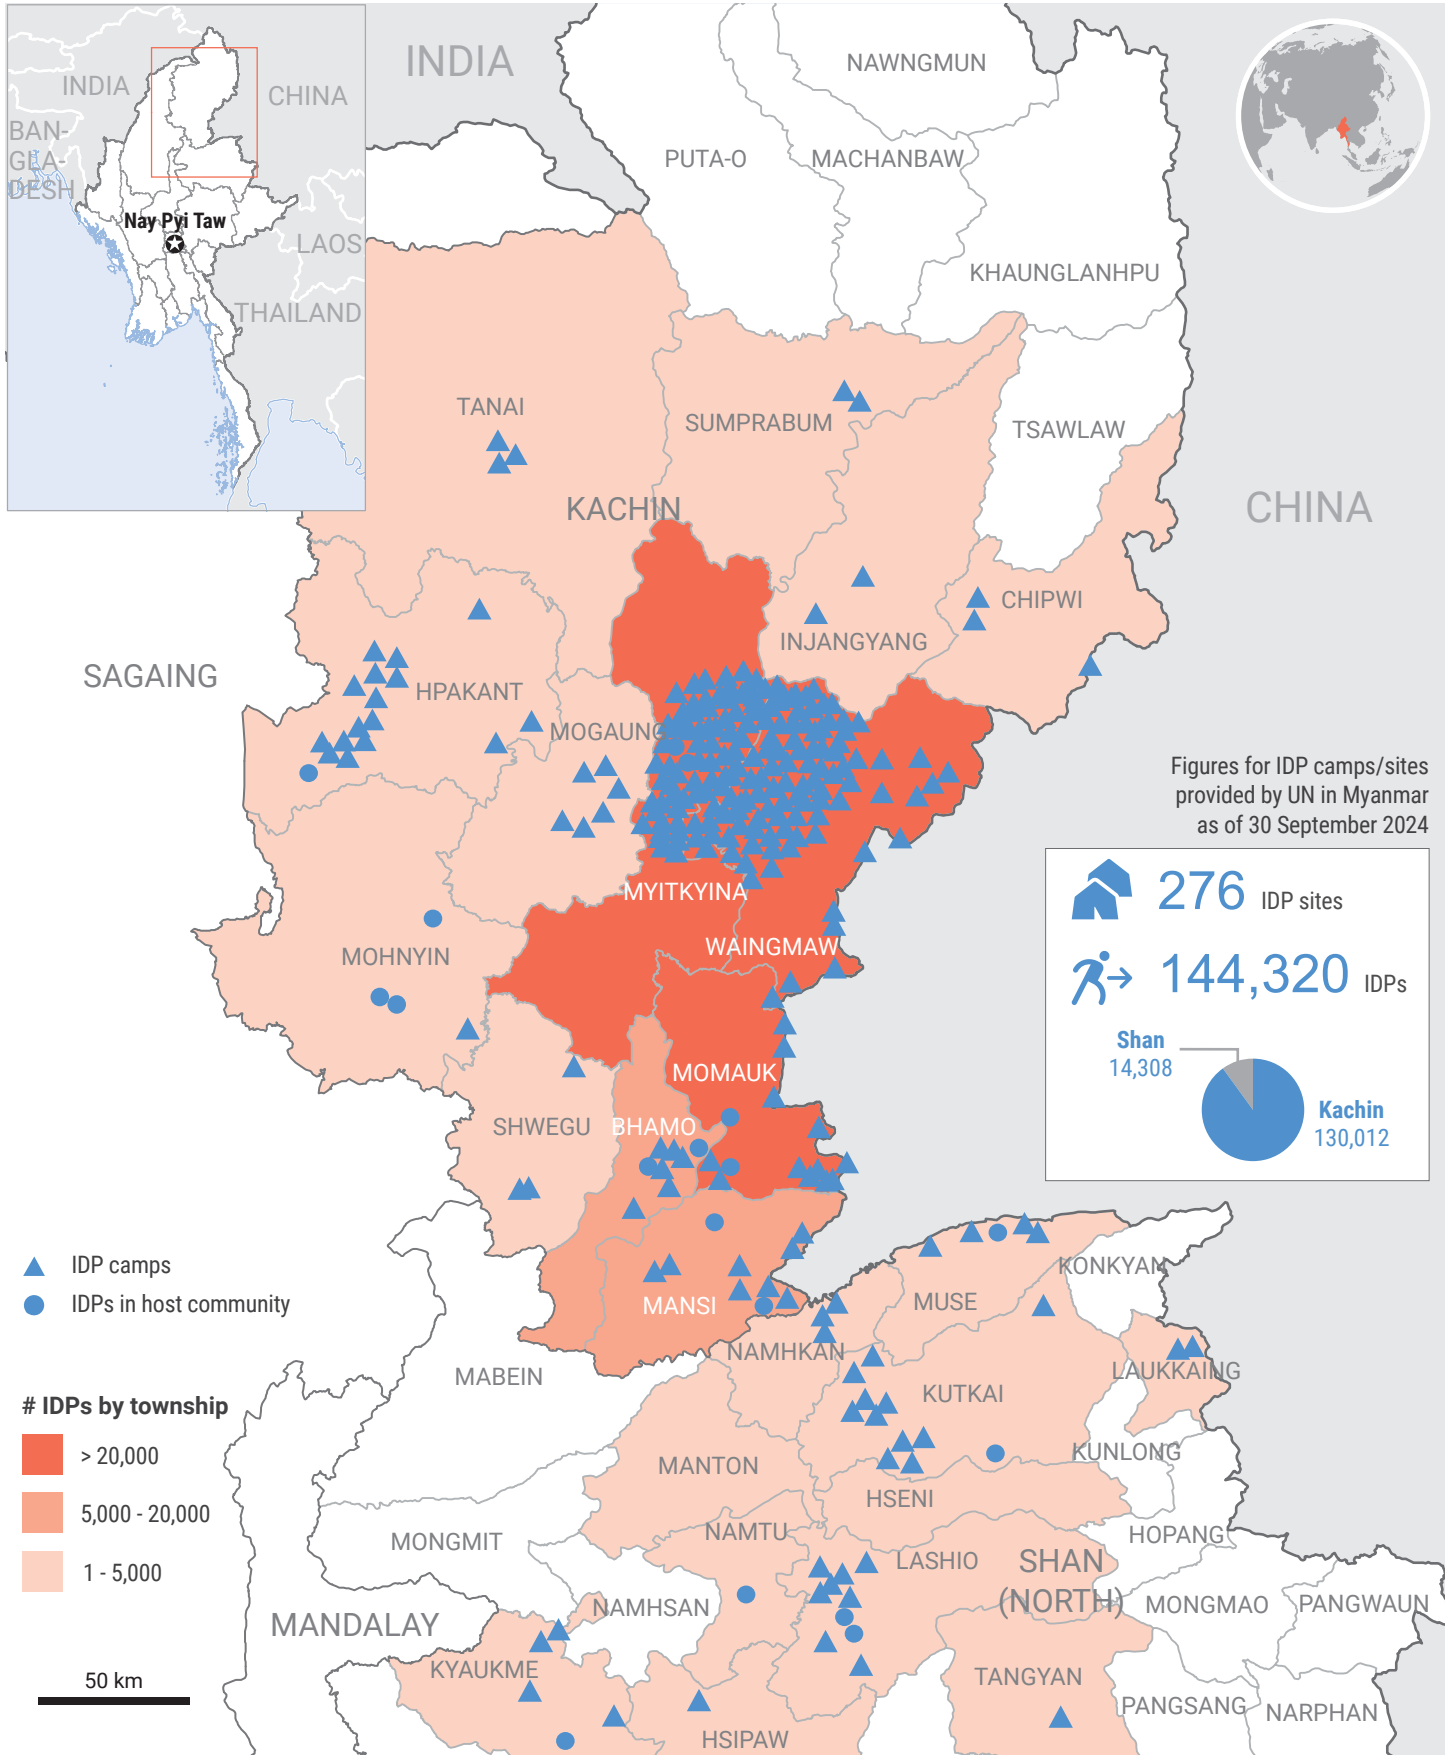 INDIA
CHINA
BAN-
GLA-
DESH
Nay Pyi Taw
LAOS
THAILAND
INDIA
NAWNGMUN
PUTA-O
MACHANBAW
KHAUNGLANHPU
TANAI
SUMPRABUM
TSAWLAW
KACHIN
CHINA
CHIPWI
INJANGYANG
SAGAING
HPAKANT
MOGAUNG
Figures for IDP camps/sites
provided by UN in Myanmar
as of 30 September 2024
276 IDP sites
144,320 IDPs
Shan
14,308
Kachin
130,012
MYITKYINA
WAINGMAW
MOHNYIN
MOMAUK
SHWEGU
BHAMO
IDP camps
IDPs in host community
KONKYAN
MUSE
MANSI
NAMHKAN
LAUKKAING
MABEIN
KUTKAI
# IDPs by township
> 20,000
5,000 - 20,000
1 - 5,000
KUNLONG
MANTON
HSENI
NAMTU
HOPANG
MONGMIT
LASHIO
SHAN
(NORTH)
NAMHSAN
MONGMAO
PANGWAUN
MANDALAY
KYAUKME
TANGYAN
50 km
PANGSANG
NARPHAN
HSIPAW